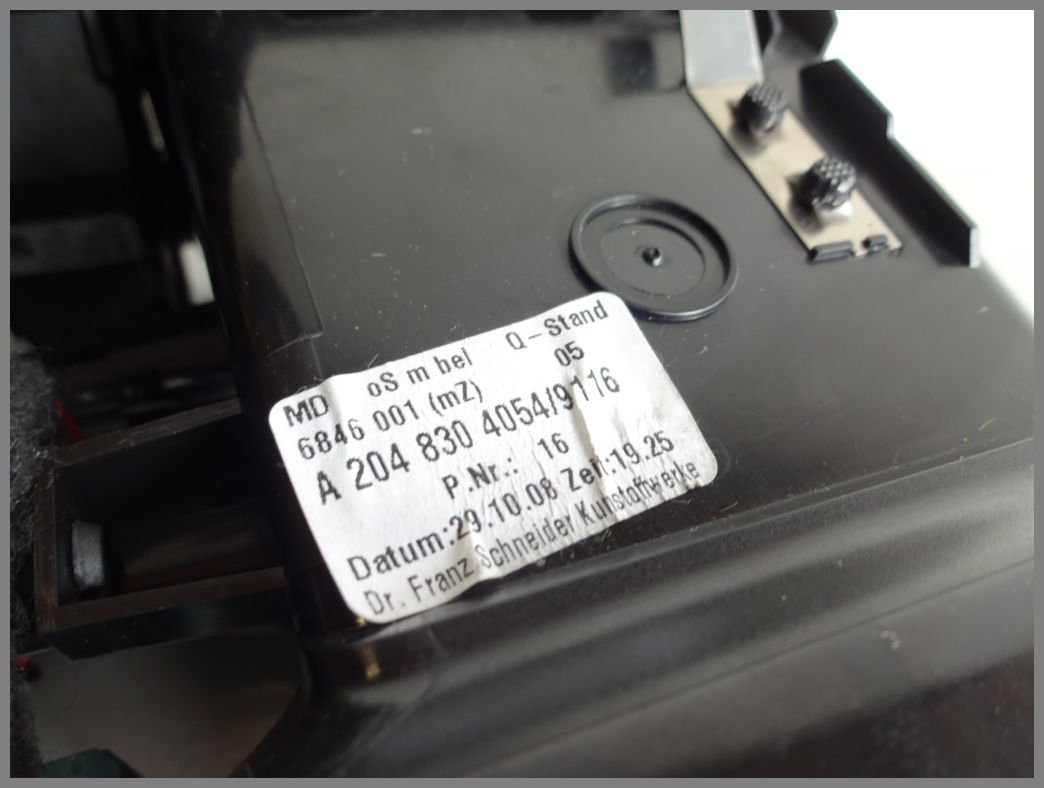 MD oS m bel Q-Stand
6846 001 (mZ) 05
A 204 830 4054/9116
P.Nr.: 16
Datum:29.10.08 Zeit:19.25
Dr. Franz Schneider Kunstoffwerke